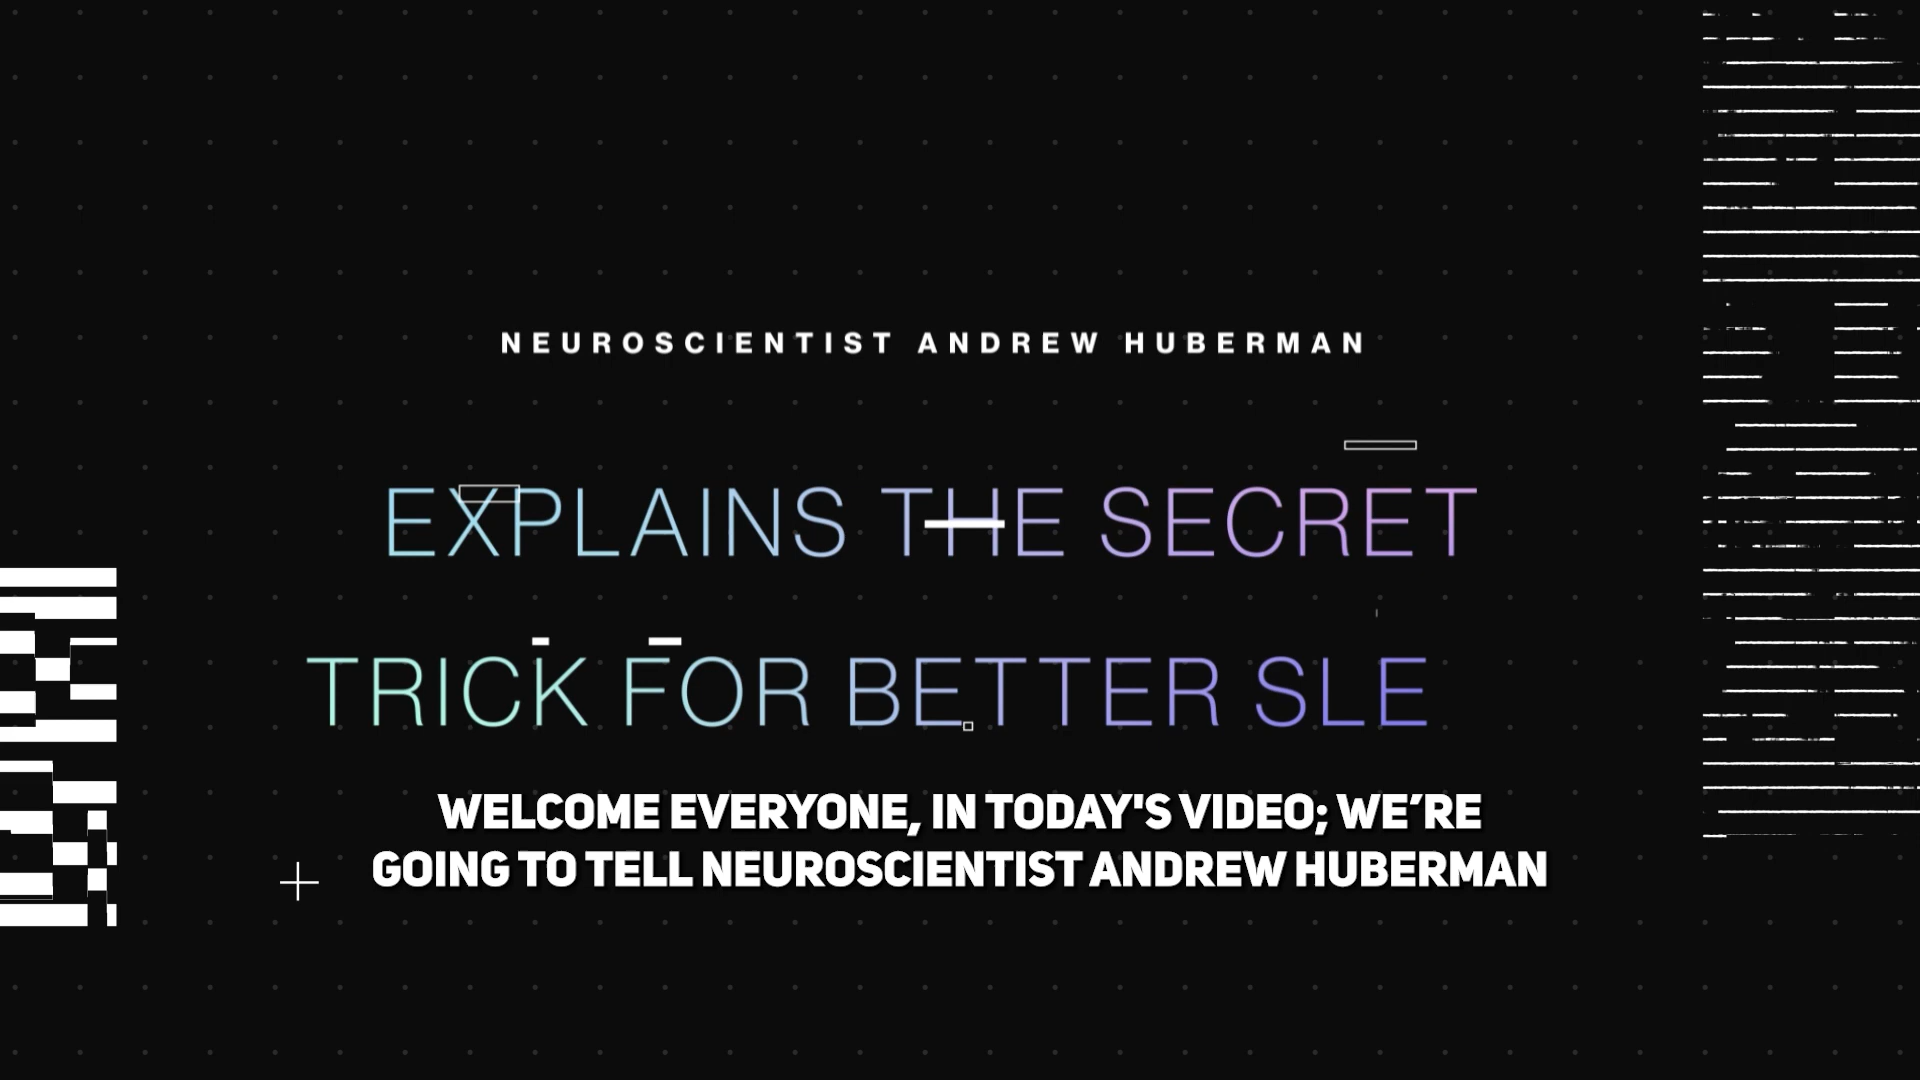 NEUROSCIENTIST ANDREW HUBERMAN
EXPLAINS THE SECRET
TRICK FOR BETTER SLE
WELCOME EVERYONE, IN TODAY'S VIDEO; WE’RE
GOING TO TELL NEUROSCIENTIST ANDREW HUBERMAN